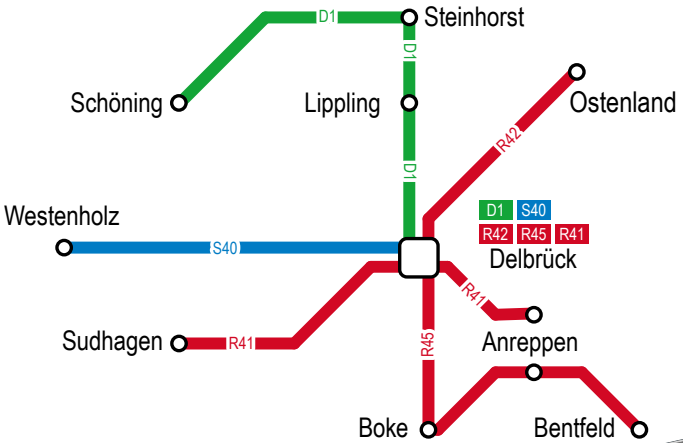 D1
Steinhorst
D1
Schöning
Lippling
Ostenland
R42
D1
Westenholz
D1 S40
R42 R45 R41
S40
Delbrück
R41
Sudhagen
R41
R45
Anreppen
Boke
Bentfeld